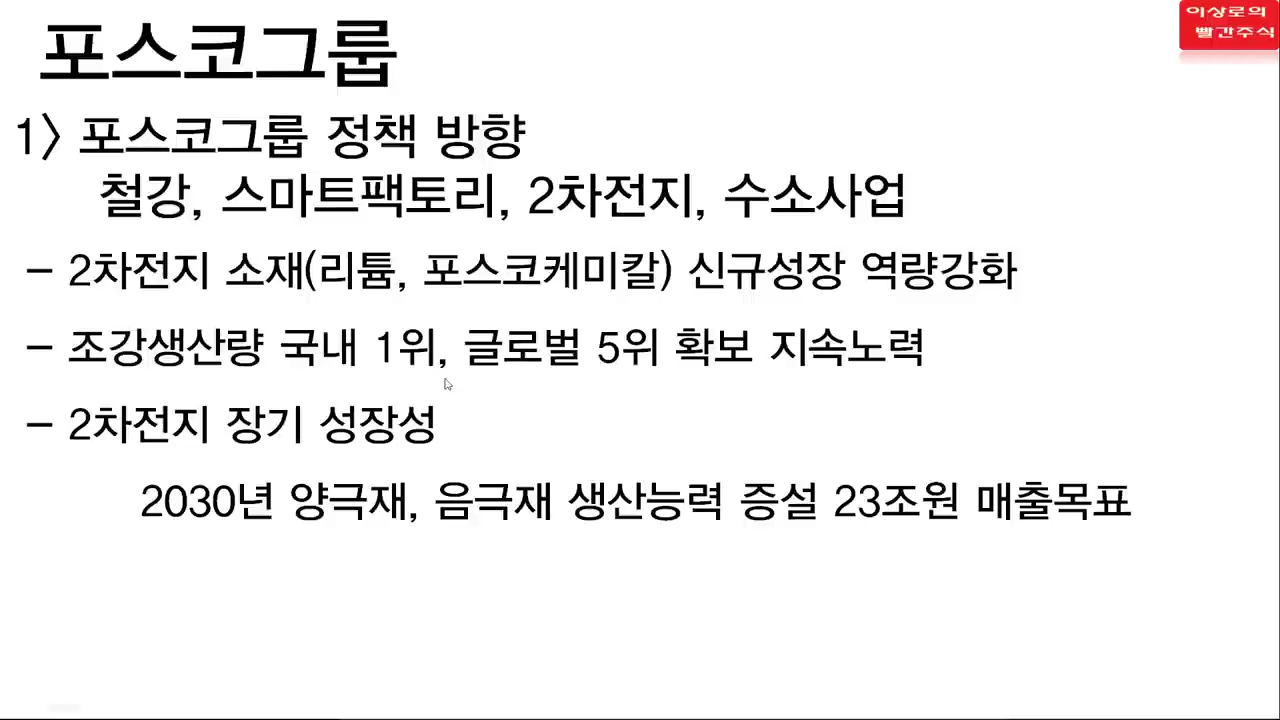 포스코그룹
이상로의
빨간주식
1> 포스코그룹 정책 방향
철강, 스마트팩토리, 2차전지, 수소사업
- 2차전지 소재(리튬, 포스코케미칼) 신규성장 역량강화
- 조강생산량 국내 1위, 글로벌 5위 확보 지속노력
- 2차전지 장기 성장성
2030년 양극재, 음극재 생산능력 증설 23조원 매출목표